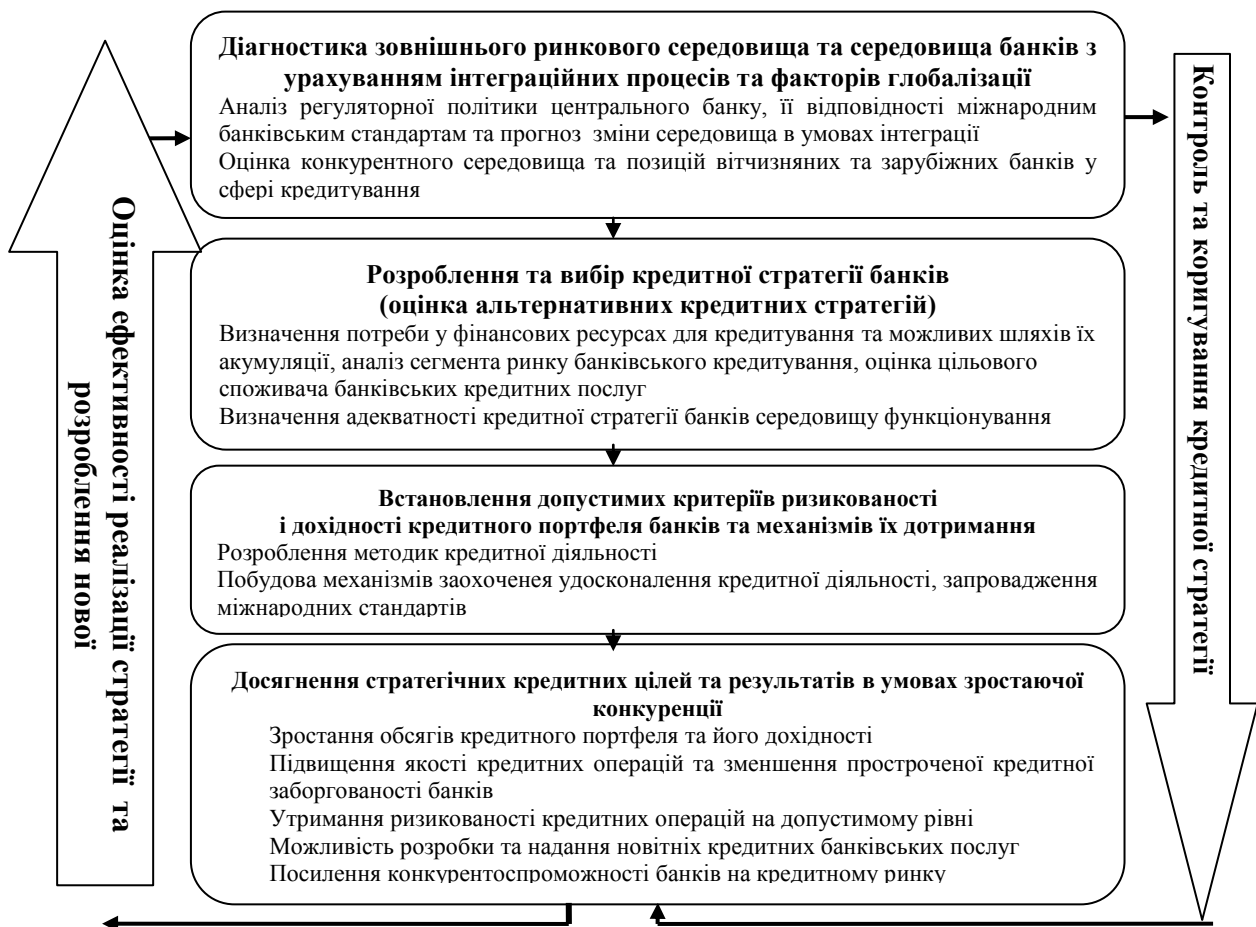 Діагностика зовнішнього ринкового середовища та середовища банків з
урахуванням інтеграційних процесів та факторів глобалізації
Аналіз регуляторної політики центрального банку, її відповідності міжнародним
банківським стандартам та прогноз зміни середовища в умовах інтеграції
Оцінка конкурентного середовища та позицій вітчизняних та зарубіжних банків у
сфері кредитування
Розроблення та вибір кредитної стратегії банків
(оцінка альтернативних кредитних стратегій)
Визначення потреби у фінансових ресурсах для кредитування та можливих шляхів їх
акумуляції, аналіз сегмента ринку банківського кредитування, оцінка цільового
споживача банківських кредитних послуг
Визначення адекватності кредитної стратегії банків середовищу функціонування
Встановлення допустимих критеріїв ризикованості
і дохідності кредитного портфеля банків та механізмів їх дотримання
Розроблення методик кредитної діяльності
Побудова механізмів заохоченея удосконалення кредитної діяльності, запровадження
міжнародних стандартів
Досягнення стратегічних кредитних цілей та результатів в умовах зростаючої
конкуренції
Зростання обсягів кредитного портфеля та його дохідності
Підвищення якості кредитних операцій та зменшення простроченої кредитної
заборгованості банків
Утримання ризикованості кредитних операцій на допустимому рівні
Можливість розробки та надання новітніх кредитних банківських послуг
Посилення конкурентоспроможності банків на кредитному ринку
Оцінка ефективності реалізації стратегії та
розроблення нової
Контроль та коригування кредитної стратегії